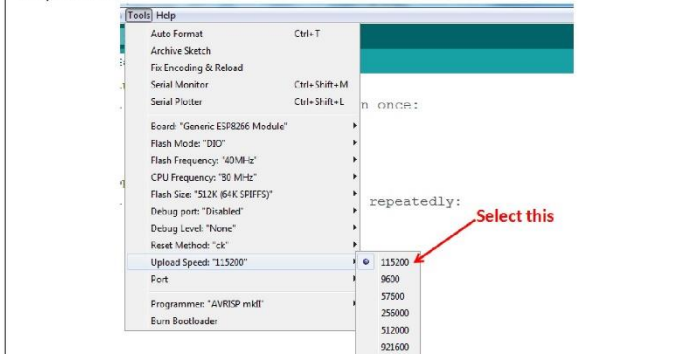 Tools Help
Auto Format Ctrl+T
Archive Sketch
Fix Encoding & Reload
Serial Monitor Ctrl+Shift+M
Serial Plotter Ctrl+Shift+L
n once:
Board: "Generic ESP8266 Module"
Flash Mode: "DIO"
Flash Frequency: "40MHz"
CPU Frequency: "80 MHz"
Flash Size: "512K (64K SPIFFS)"
repeatedly:
Debug port: "Disabled"
Select this
Debug Level: "None"
Reset Method: "ck"
Upload Speed: "115200" 115200
Port 9600
57600
Programmer: "AVRISP mkII" 256000
Burn Bootloader 512000
921600